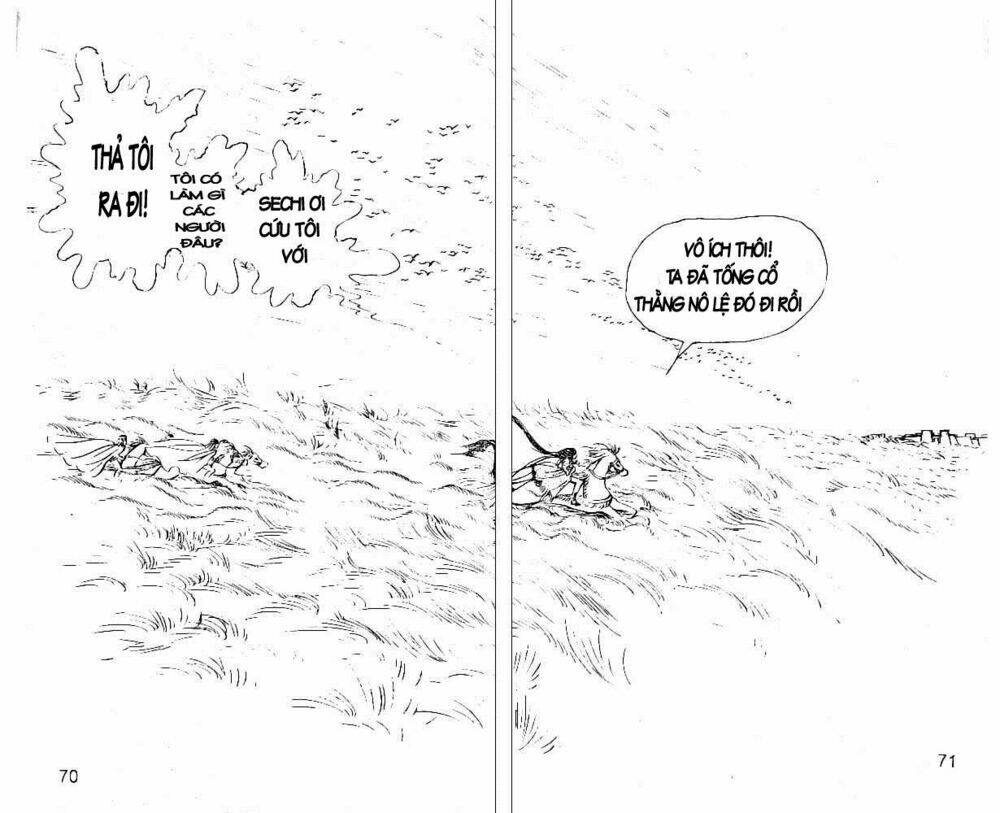 THẢ TÔI
RA ĐI!
TÔI CÓ
LÀM GÌ
CÁC
NGƯỜI
ĐÂU?
SECHI ƠI
CỨU TÔI
VỚI
VÔ ÍCH THÔI!
TA ĐÃ TỐNG CỔ
THẰNG NÔ LỆ ĐÓ ĐI RỒI
70
71